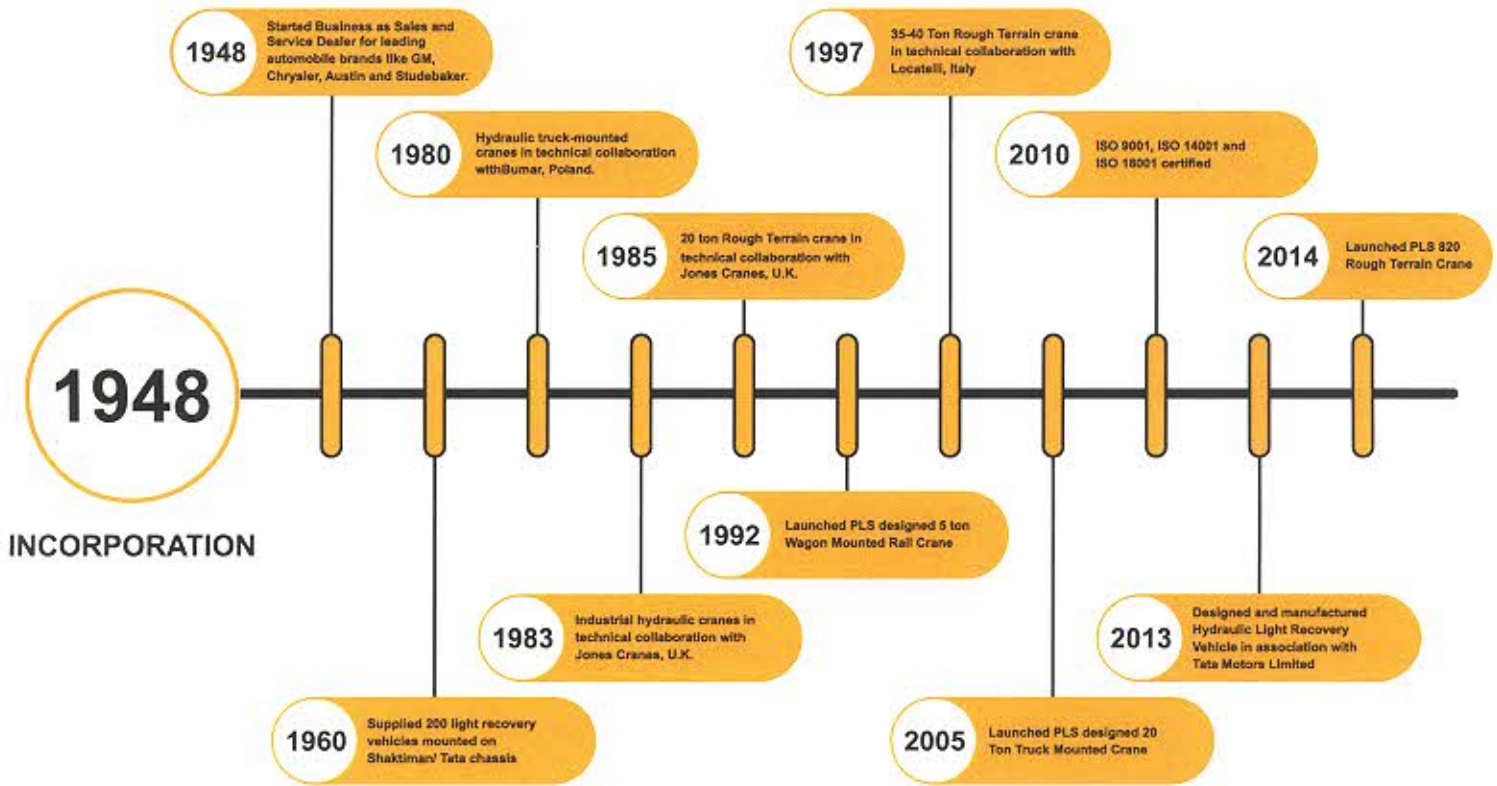 1948
INCORPORATION
1948
Started Business as Sales and
Service Dealer for leading
automobile brands like GM,
Chrysler, Austin and Studebaker.
1960
Supplied 200 light recovery
vehicles mounted on
Shaktiman/ Tata chassis
1980
Hydraulic truck-mounted
cranes in technical collaboration
withBumar, Poland.
1983
Industrial hydraulic cranes in
technical collaboration with
Jones Cranes, U.K.
1985
20 ton Rough Terrain crane in
technical collaboration with
Jones Cranes, U.K.
1992
Launched PLS designed 5 ton
Wagon Mounted Rail Crane
1997
35-40 Ton Rough Terrain crane
in technical collaboration with
Locatelli, Italy
2005
Launched PLS designed 20
Ton Truck Mounted Crane
2010
ISO 9001, ISO 14001 and
ISO 18001 certified
2013
Designed and manufactured
Hydraulic Light Recovery
Vehicle in association with
Tata Motors Limited
2014
Launched PLS 820
Rough Terrain Crane